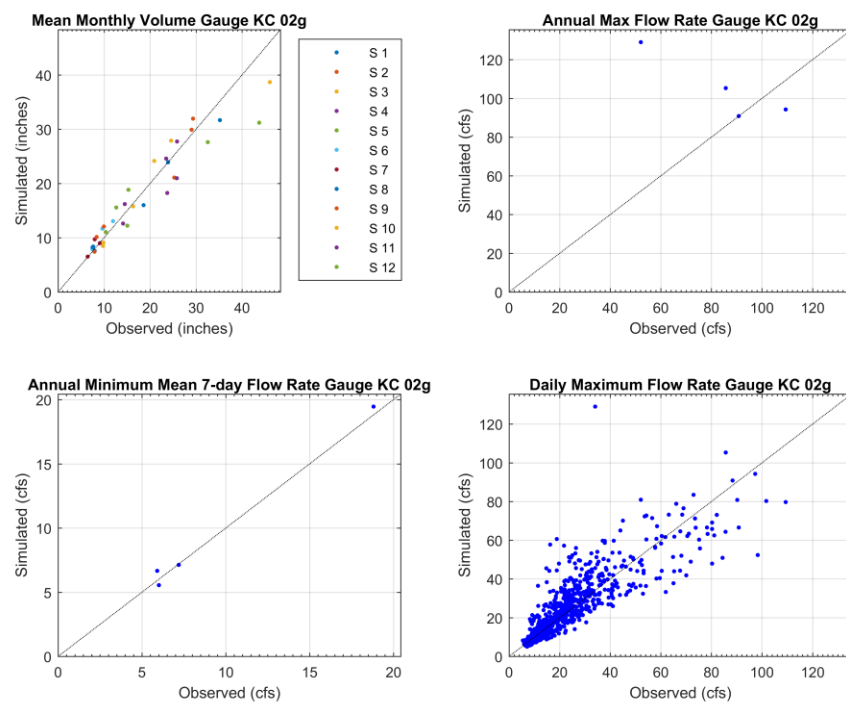 Mean Monthly Volume Gauge KC 02g
Simulated (inches)
40
30
20
10
0
0 10 20 30 40
Observed (inches)
S 1
S 2
S 3
S 4
S 5
S 6
S 7
S 8
S 9
S 10
S 11
S 12
Annual Max Flow Rate Gauge KC 02g
Simulated (cfs)
120
100
80
60
40
20
0
0 20 40 60 80 100 120
Observed (cfs)
Annual Minimum Mean 7-day Flow Rate Gauge KC 02g
Simulated (cfs)
20
15
10
5
0
0 5 10 15 20
Observed (cfs)
Daily Maximum Flow Rate Gauge KC 02g
Simulated (cfs)
120
100
80
60
40
20
0
0 20 40 60 80 100 120
Observed (cfs)